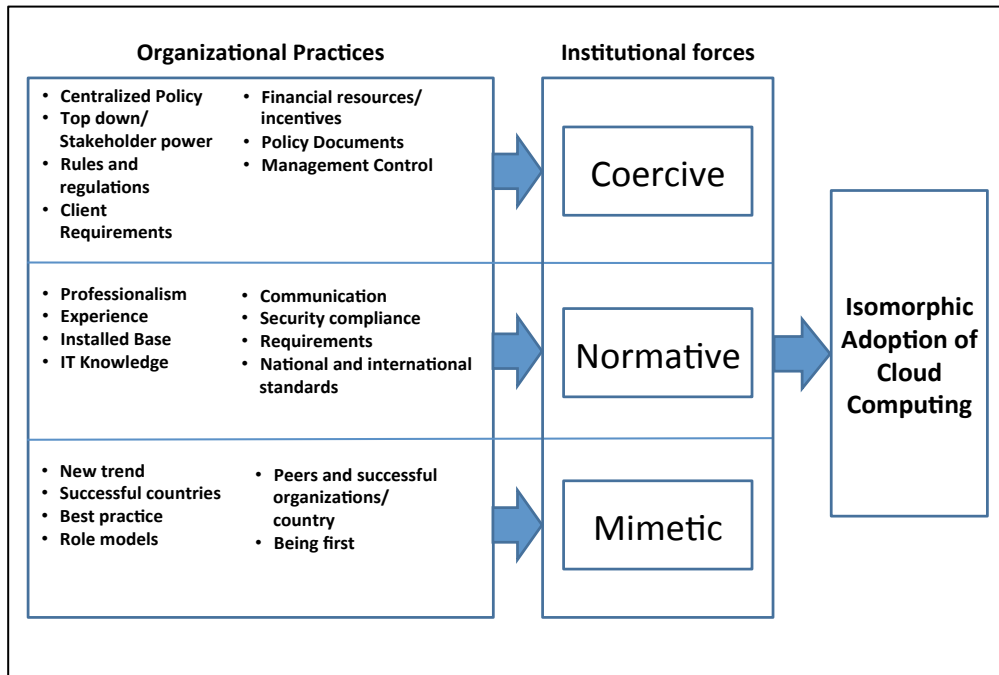 Organizational Practices
Institutional forces
• Centralized Policy
• Top down/
Stakeholder power
• Rules and
regulations
• Client
Requirements
• Financial resources/
incentives
• Policy Documents
• Management Control
Coercive
• Professionalism
• Experience
• Installed Base
• IT Knowledge
• Communication
• Security compliance
• Requirements
• National and international
standards
Normative
• New trend
• Successful countries
• Best practice
• Role models
• Peers and successful
organizations/
country
• Being first
Mimetic
Isomorphic
Adoption of
Cloud
Computing